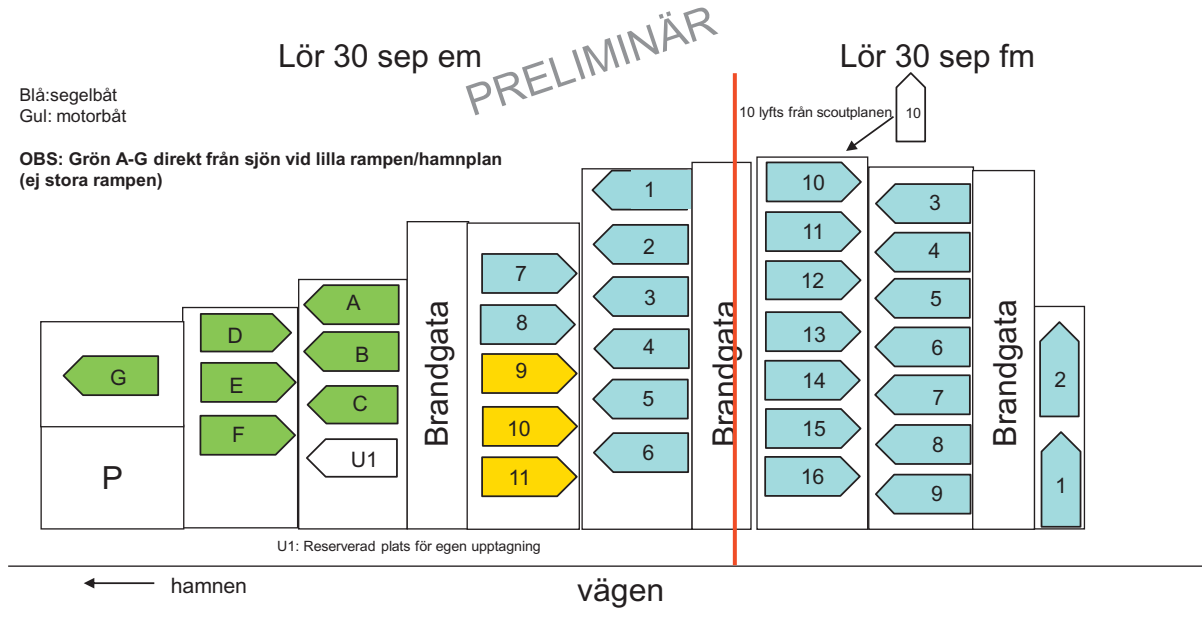 Lör 30 sep em
PRELIMINÄR
Lör 30 sep fm
Blå:segelbåt
Gul: motorbåt
OBS: Grön A-G direkt från sjön vid lilla rampen/hamnplan
(ej stora rampen)
10 lyfts från scoutplanen
10
G
P
D
E
F
A
B
C
U1
Brandgata
7
8
9
10
11
1
2
3
4
5
6
Brandgata
10
11
12
13
14
15
16
3
4
5
6
7
8
9
Brandgata
2
1
U1: Reserverad plats för egen upptagning
hamnen
vägen